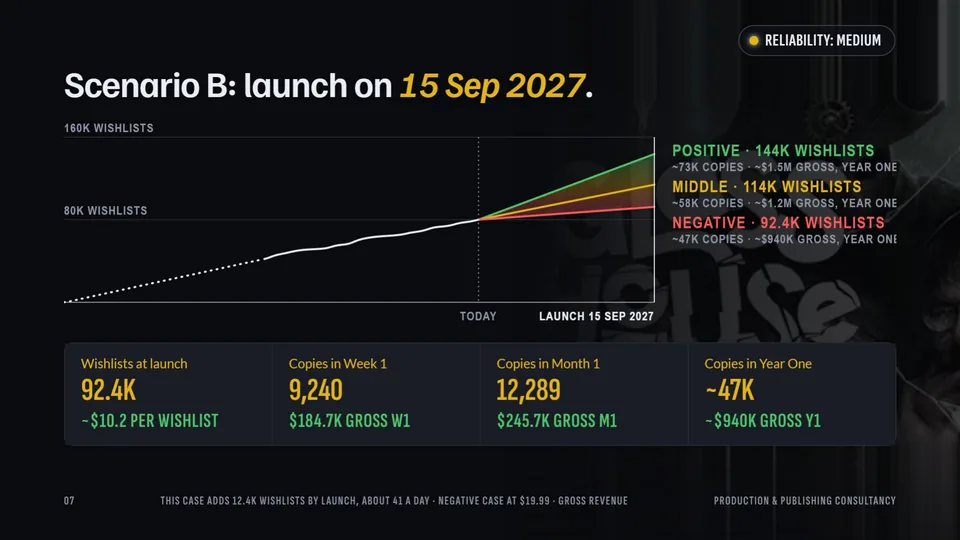 RELIABILITY: MEDIUM
Scenario B: launch on 15 Sep 2027.
160K WISHLISTS
80K WISHLISTS
POSITIVE · 144K WISHLISTS
~73K COPIES · ~$1.5M GROSS, YEAR ONE
MIDDLE · 114K WISHLISTS
~58K COPIES · ~$1.2M GROSS, YEAR ONE
NEGATIVE · 92.4K WISHLISTS
~47K COPIES · ~$940K GROSS, YEAR ONE
TODAY
LAUNCH 15 SEP 2027
Wishlists at launch
92.4K
~$10.2 PER WISHLIST
Copies in Week 1
9,240
$184.7K GROSS W1
Copies in Month 1
12,289
$245.7K GROSS M1
Copies in Year One
~47K
~$940K GROSS Y1
07
THIS CASE ADDS 12.4K WISHLISTS BY LAUNCH, ABOUT 41 A DAY · NEGATIVE CASE AT $19.99 · GROSS REVENUE
PRODUCTION & PUBLISHING CONSULTANCY